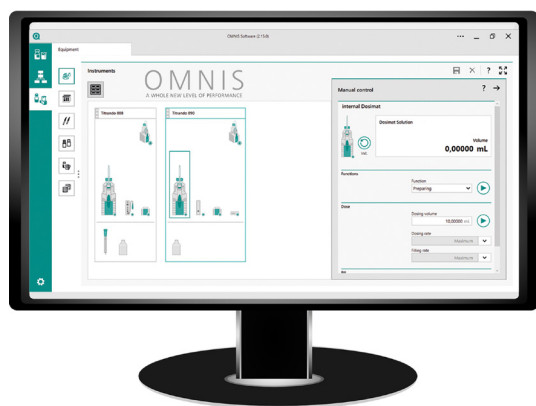 OMNIS Software (2.15.0)
Equipment
Instruments
OMNIS
A WHOLE NEW LEVEL OF PERFORMANCE
Titrando 888
Titrando 890
Manual control
?
?
Internal Dosimat
Dosimat Solution
Volume
0,00000 mL
Functions
Function
Preparing
Dose
Dosing volume
10,00000 mL
Dosing rate
maximum
Filling rate
maximum